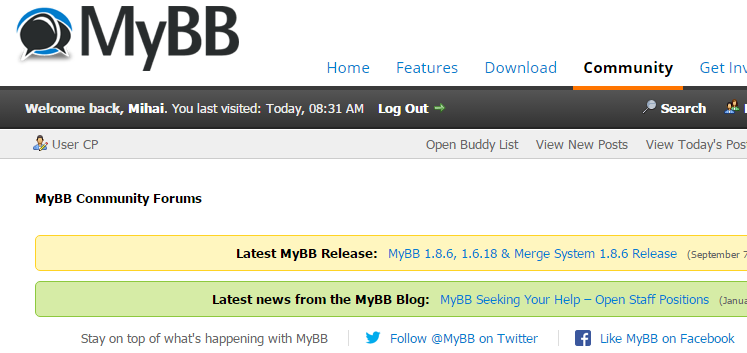 MyBB
Home Features Download Community Get
Welcome back, Mihai. You last visited: Today, 08:31 AM Log Out Search
User CP Open Buddy List View New Posts View Today's
MyBB Community Forums
Latest MyBB Release: MyBB 1.8.6, 1.6.18 & Merge System 1.8.6 Release (September 7
Latest news from the MyBB Blog: MyBB Seeking Your Help – Open Staff Positions
Stay on top of what's happening with MyBB Follow @MyBB on Twitter Like MyBB on Facebook